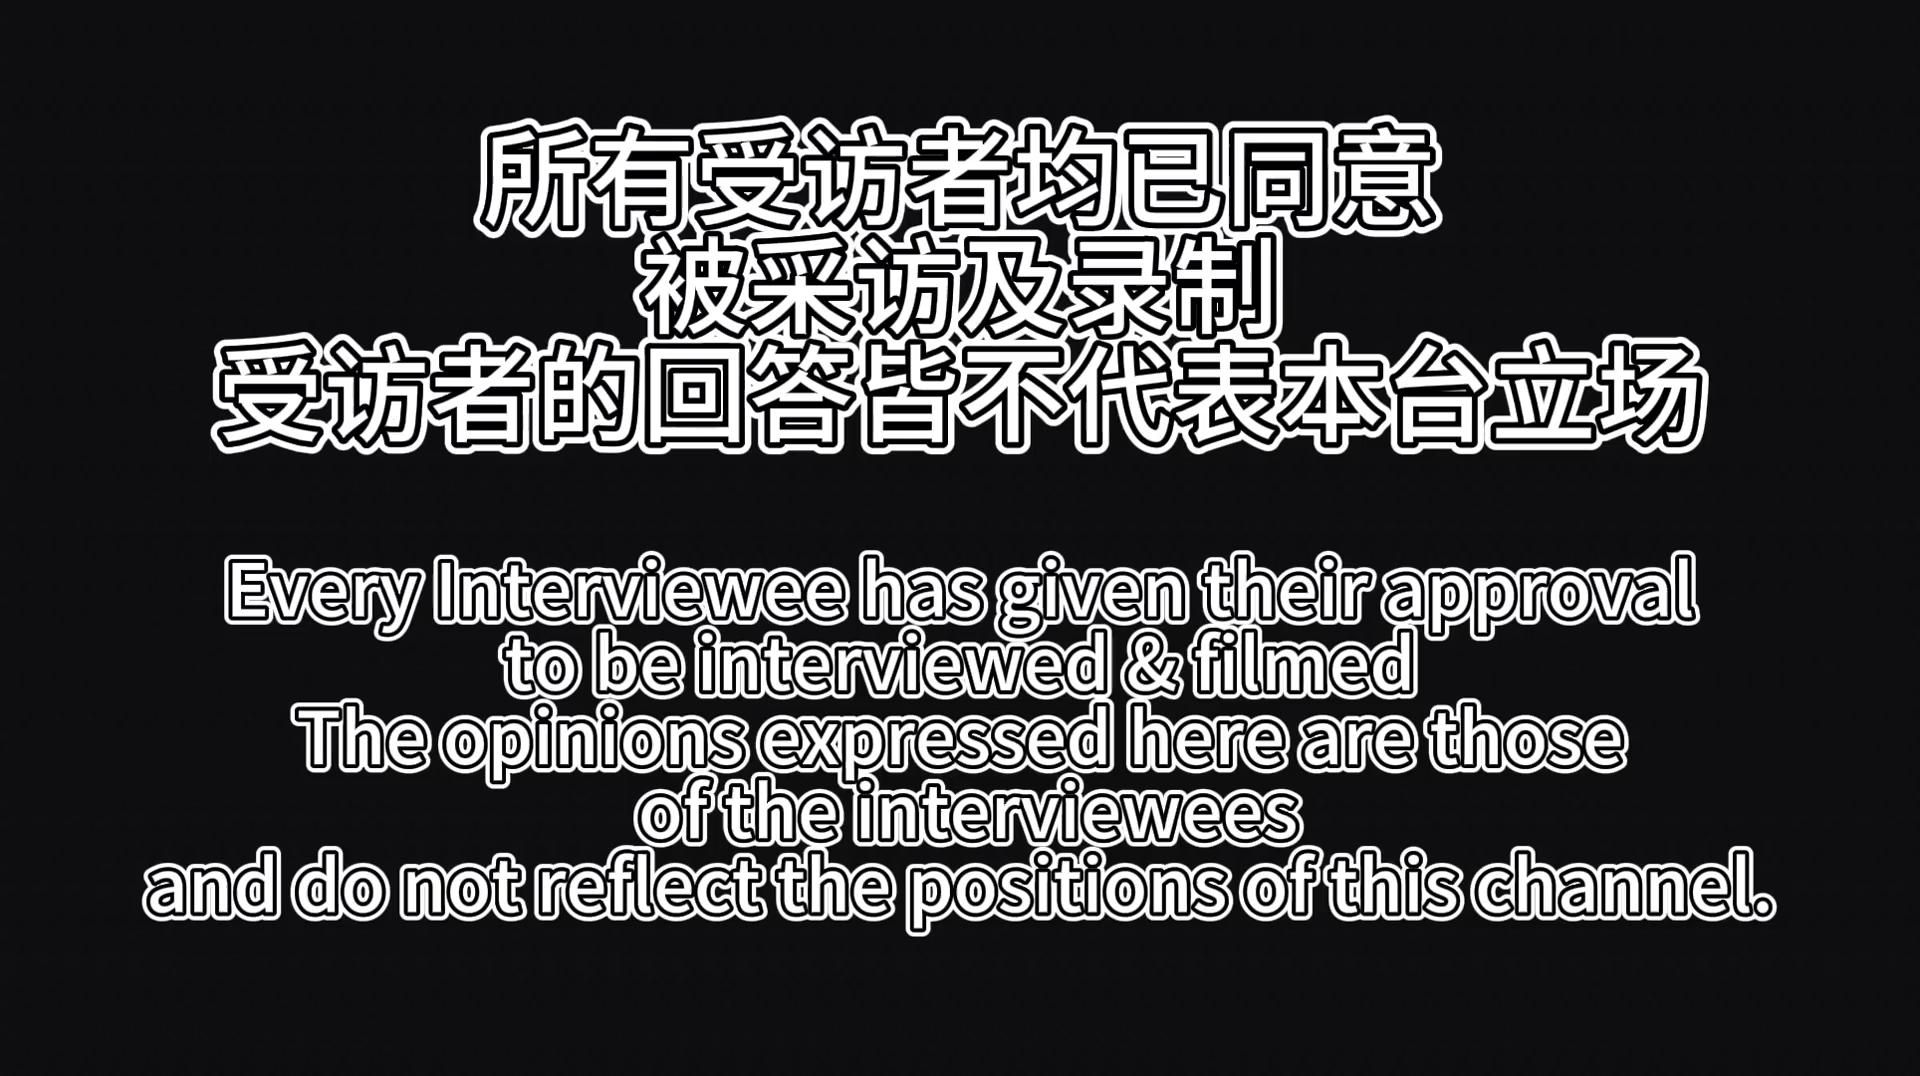 所有受访者均已同意
被采访及录制
受访者的回答皆不代表本台立场
Every Interviewee has given their approval
to be interviewed & filmed
The opinions expressed here are those
of the interviewees
and do not reflect the positions of this channel.